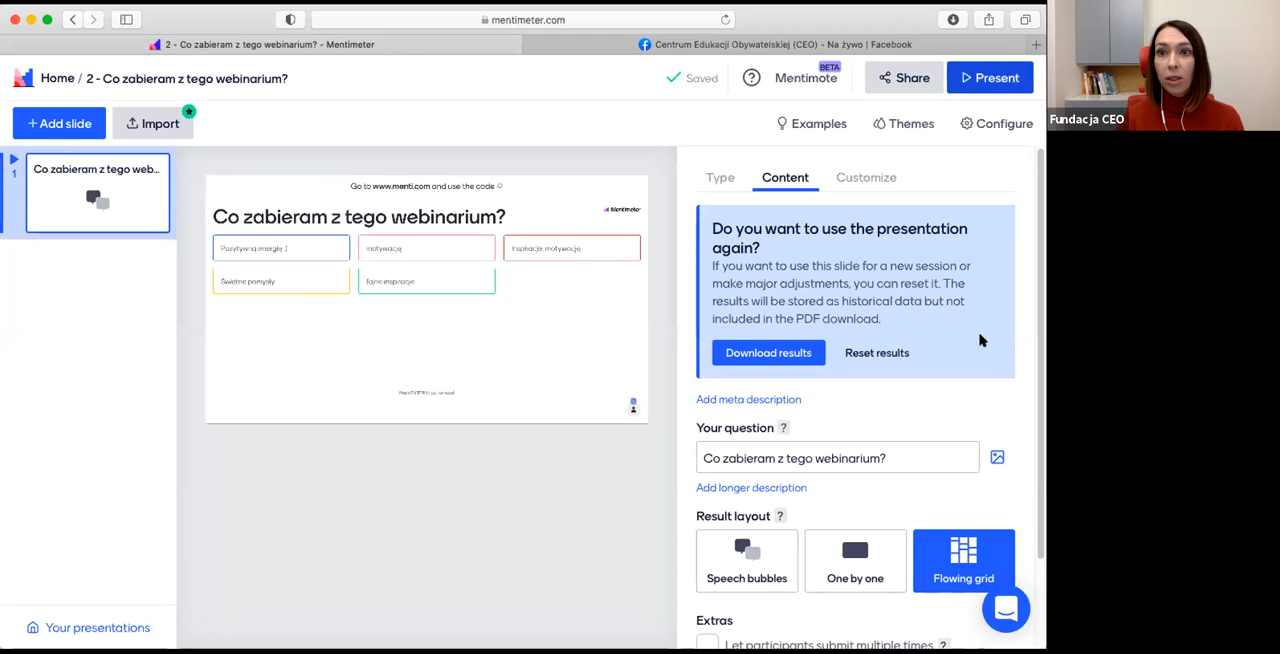 mentimeter.com
2 - Co zabieram z tego webinarium? - Mentimeter
Centrum Edukacji Obywatelskiej (CEO) - Na żywo | Facebook
Home / 2 - Co zabieram z tego webinarium?
Saved
Mentimote
BETA
Share
Present
Fundacja CEO
+ Add slide
Import
Examples
Themes
Configure
1
Co zabieram z tego web...
Go to www.menti.com and use the code
Co zabieram z tego webinarium?
Mentimeter
Pozytywną energię :)
motywację
inspiracje, motywację
Świetne pomysły
fajne inspiracje
Type
Content
Customize
Do you want to use the presentation
again?
If you want to use this slide for a new session or
make major adjustments, you can reset it. The
results will be stored as historical data but not
included in the PDF download.
Download results
Reset results
Add meta description
Your question ?
Co zabieram z tego webinarium?
Add longer description
Result layout ?
Speech bubbles
One by one
Flowing grid
Extras
Let participants submit multiple times ?
Your presentations